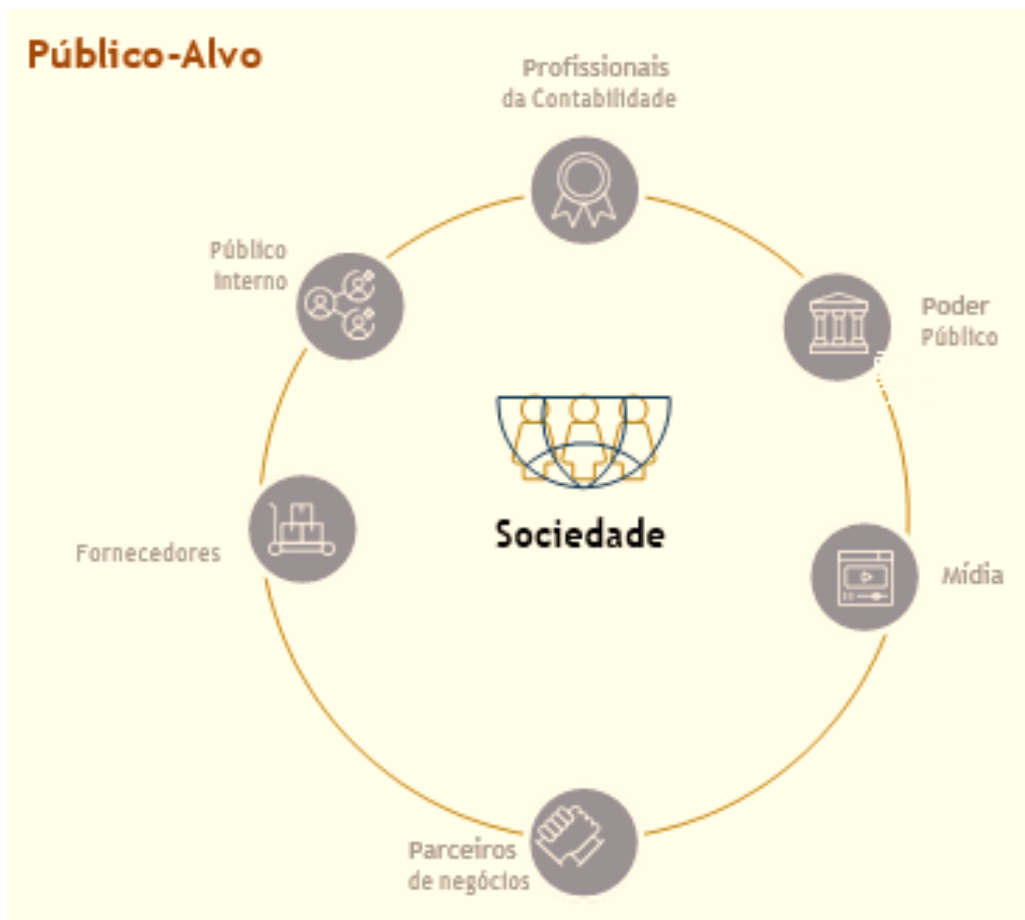 Público-Alvo
Profissionais
da Contabilidade
Público
interno
Poder
Público
Sociedade
Fornecedores
Mídia
Parceiros
de negócios